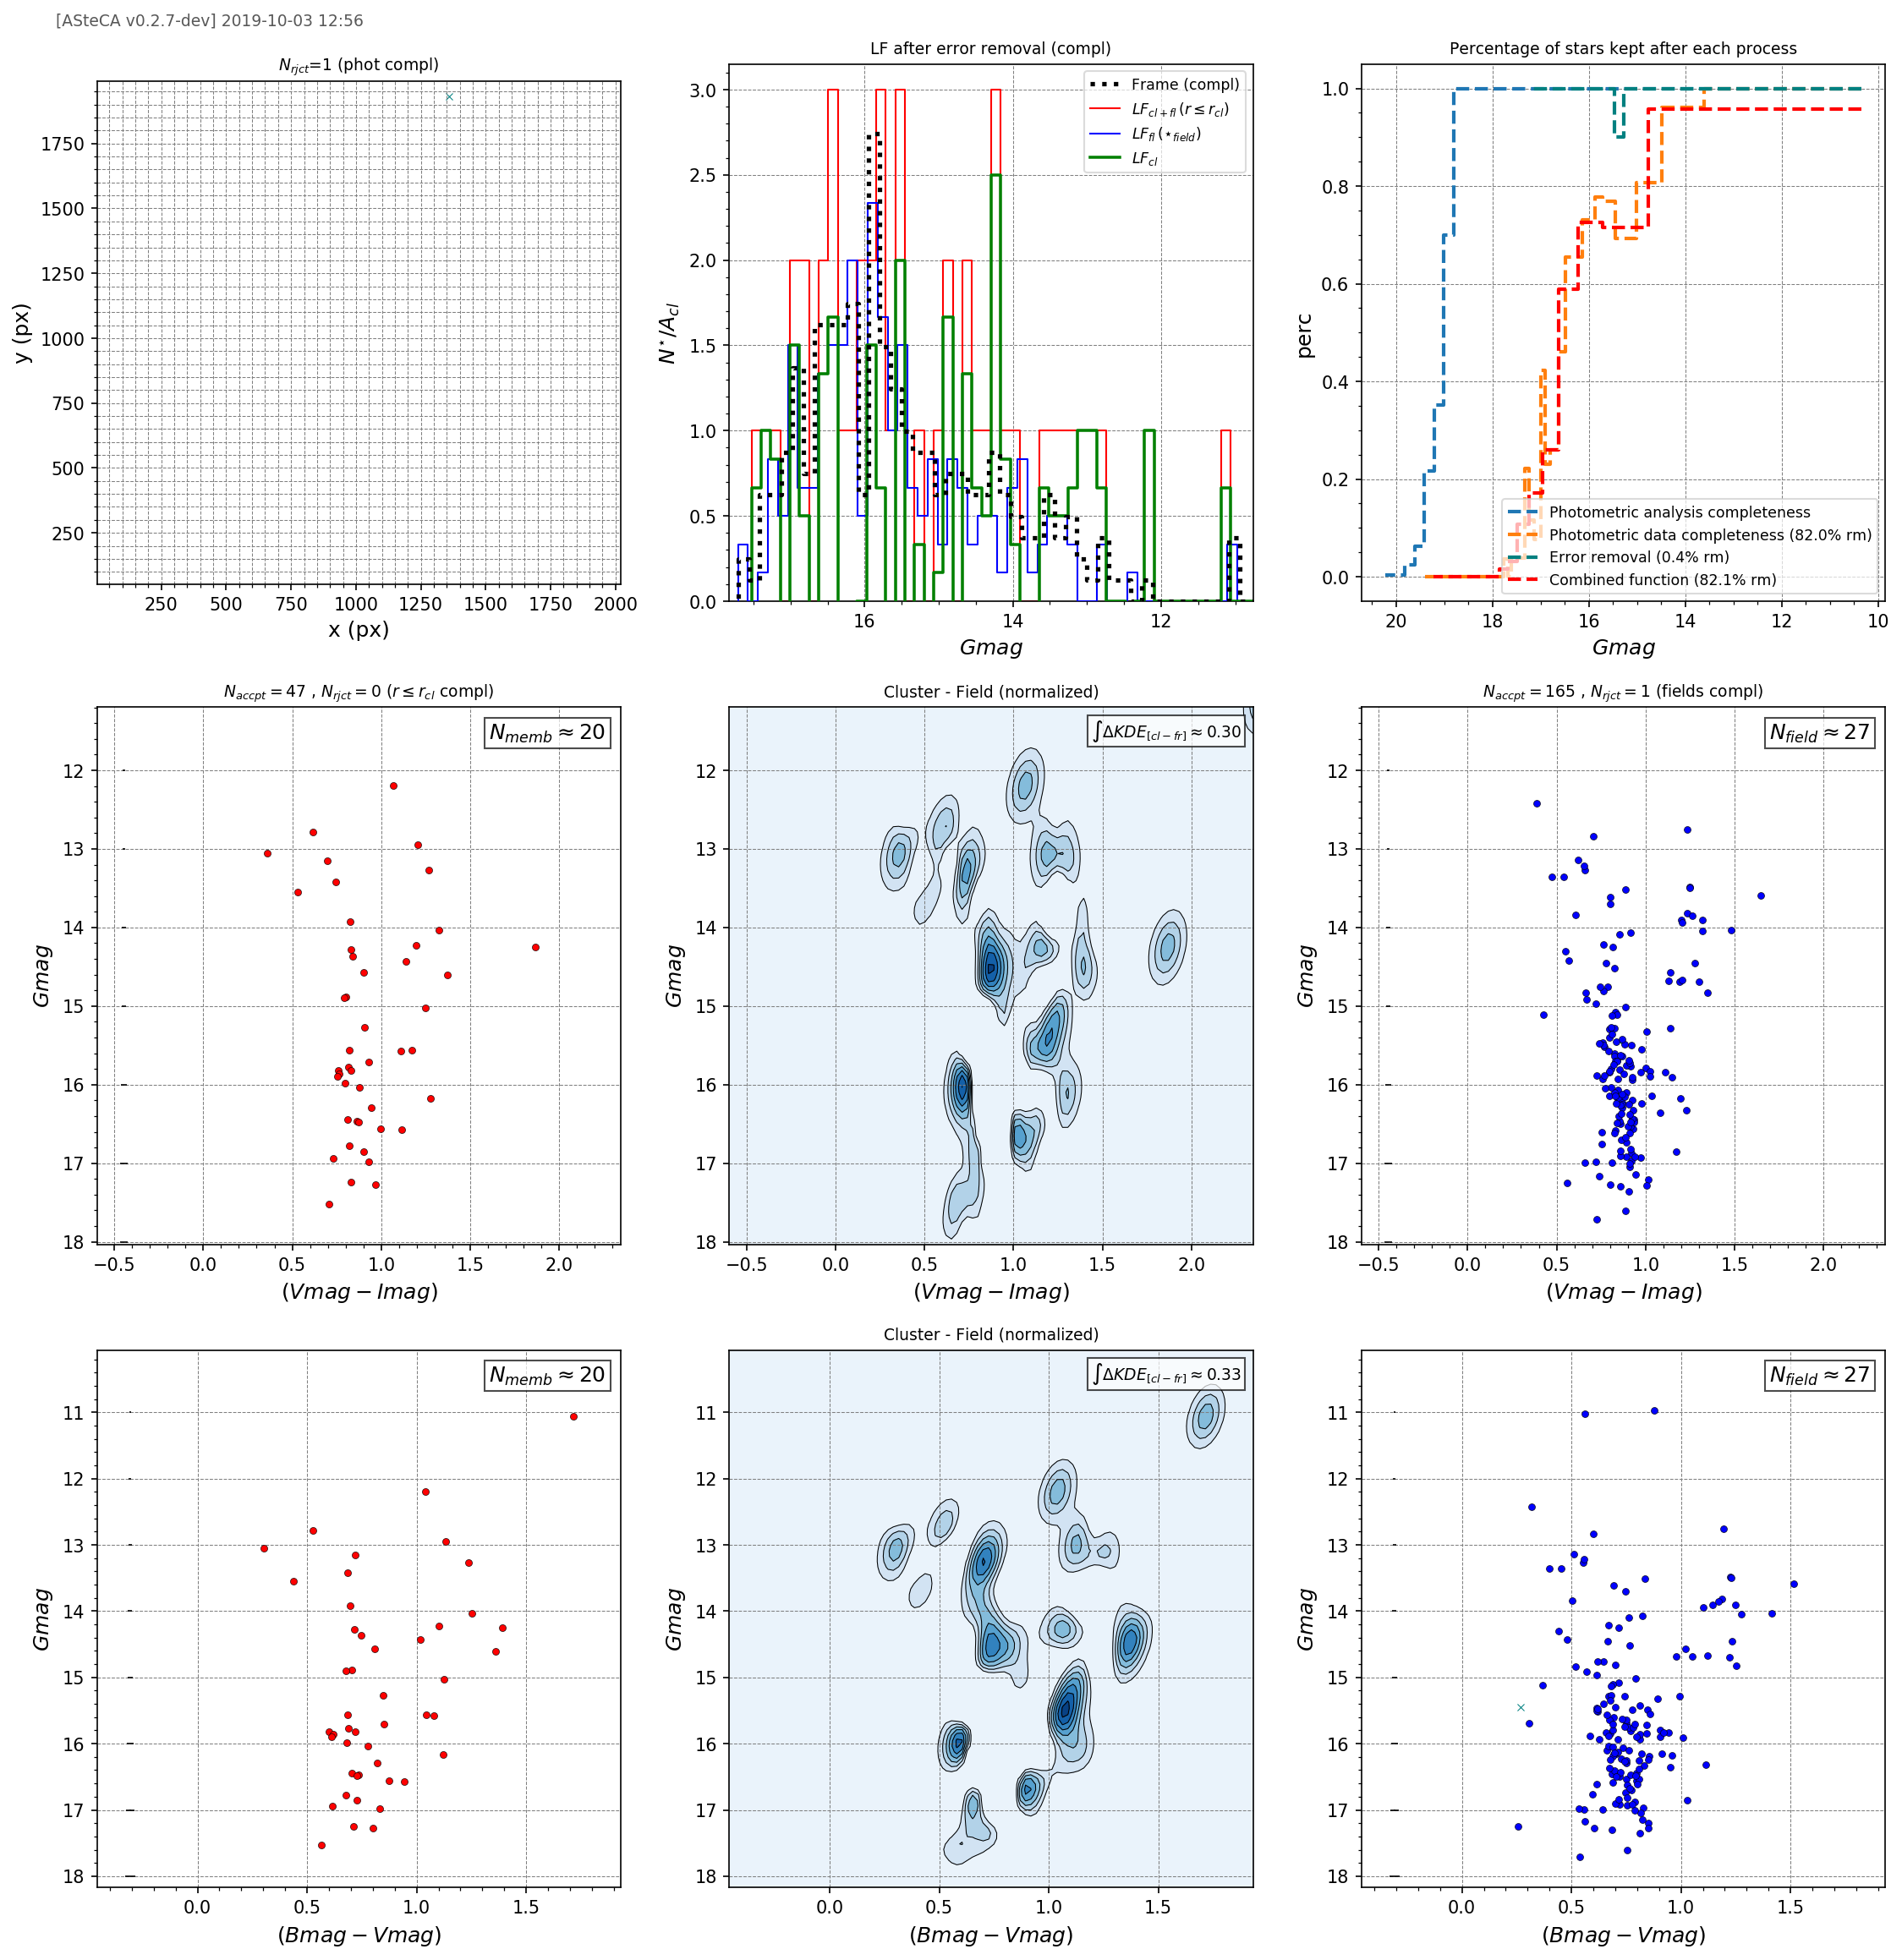 [ASteCA v0.2.7-dev] 2019-10-03 12:56
N_rjct=1 (phot compl)
1750
1500
1250
1000
750
500
250
y (px)
250 500 750 1000 1250 1500 1750 2000
x (px)
LF after error removal (compl)
Frame (compl)
LF_cl+fl (r ≤ r_cl)
LF_fl (⋆_field)
LF_cl
3.0
2.5
2.0
1.5
1.0
0.5
0.0
N⋆/A_cl
16 14 12
Gmag
Percentage of stars kept after each process
1.0
0.8
0.6
0.4
0.2
0.0
perc
Photometric analysis completeness
Photometric data completeness (82.0% rm)
Error removal (0.4% rm)
Combined function (82.1% rm)
20 18 16 14 12 10
Gmag
N_accpt = 47 , N_rjct = 0 (r ≤ r_cl compl)
N_memb ≈ 20
12
13
14
15
16
17
18
Gmag
−0.5 0.0 0.5 1.0 1.5 2.0
(Vmag − Imag)
Cluster - Field (normalized)
∫ΔKDE_[cl−fr] ≈ 0.30
12
13
14
15
16
17
18
Gmag
−0.5 0.0 0.5 1.0 1.5 2.0
(Vmag − Imag)
N_accpt = 165 , N_rjct = 1 (fields compl)
N_field ≈ 27
12
13
14
15
16
17
18
Gmag
−0.5 0.0 0.5 1.0 1.5 2.0
(Vmag − Imag)
N_memb ≈ 20
11
12
13
14
15
16
17
18
Gmag
0.0 0.5 1.0 1.5
(Bmag − Vmag)
Cluster - Field (normalized)
∫ΔKDE_[cl−fr] ≈ 0.33
11
12
13
14
15
16
17
18
Gmag
0.0 0.5 1.0 1.5
(Bmag − Vmag)
N_field ≈ 27
11
12
13
14
15
16
17
18
Gmag
0.0 0.5 1.0 1.5
(Bmag − Vmag)